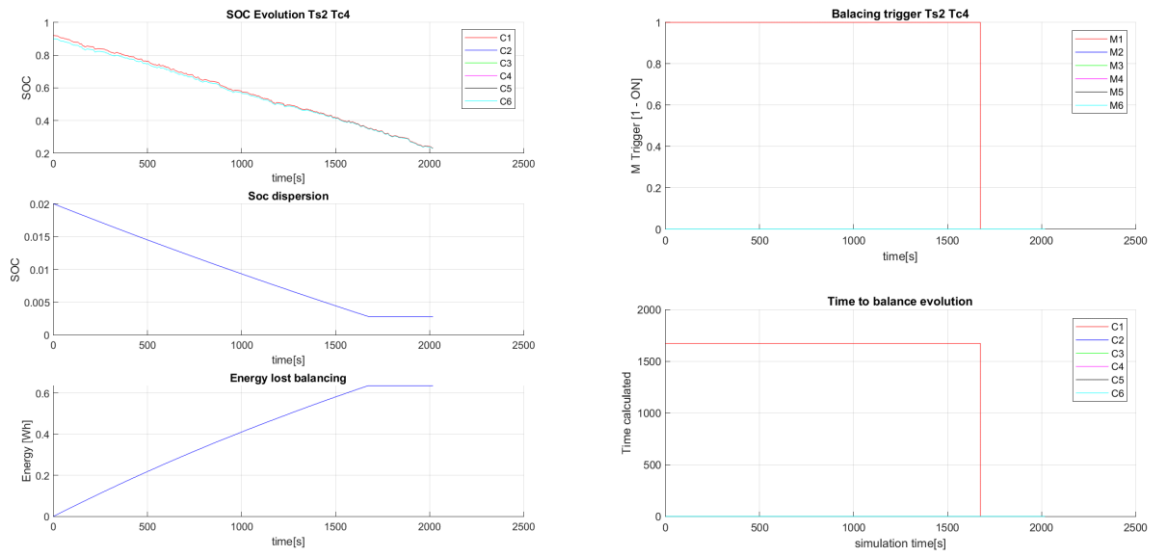 SOC Evolution Ts2 Tc4
1
0.8
0.6
0.4
0.2
SOC
0 500 1000 1500 2000 2500
time[s]
C1
C2
C3
C4
C5
C6
Soc dispersion
0.02
0.015
0.01
0.005
0
SOC
0 500 1000 1500 2000 2500
time[s]
Energy lost balancing
0.6
0.4
0.2
0
Energy [Wh]
0 500 1000 1500 2000 2500
time[s]
Balacing trigger Ts2 Tc4
1
0.8
0.6
0.4
0.2
0
M Trigger [1 - ON]
0 500 1000 1500 2000 2500
time[s]
M1
M2
M3
M4
M5
M6
Time to balance evolution
2000
1500
1000
500
0
Time calculated
0 500 1000 1500 2000 2500
simulation time[s]
C1
C2
C3
C4
C5
C6